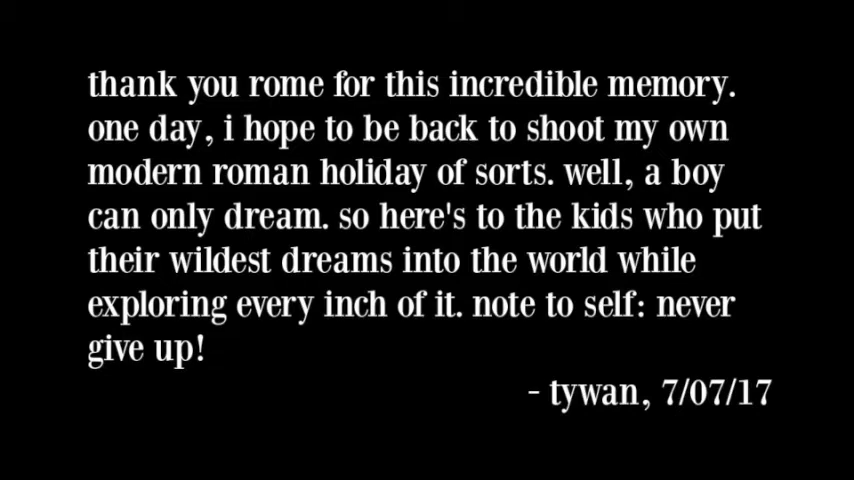 thank you rome for this incredible memory.
one day, i hope to be back to shoot my own
modern roman holiday of sorts. well, a boy
can only dream. so here's to the kids who put
their wildest dreams into the world while
exploring every inch of it. note to self: never
give up!
- tywan, 7/07/17